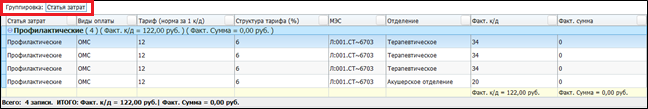 Группировка: Статья затрат
Статья затрат Виды оплаты Тариф (норма за 1 к/д) Структура тарифа (%) МЭС Отделение Факт. к/д Факт. сумма
Профилактические ( 4 ) ( Факт. к/д = 122,00 руб. | Факт. Сумма = 0,00 руб. )
Профилактические ОМС 12 6 Л:001.СТ~6703 Терапевтическое 34 0
Профилактические ОМС 12 6 Л:001.СТ~6703 Терапевтическое 34 0
Профилактические ОМС 12 6 Л:001.СТ~6703 Терапевтическое 34 0
Профилактические ОМС 12 6 Л:001.СТ~6703 Акушерское отделение 20 0
Факт. к/д = 122,00 руб. Факт. Сумма = 0,00 руб.
Всего: 4 записи. ИТОГО: Факт. к/д = 122,00 руб.| Факт. Сумма = 0,00 руб.